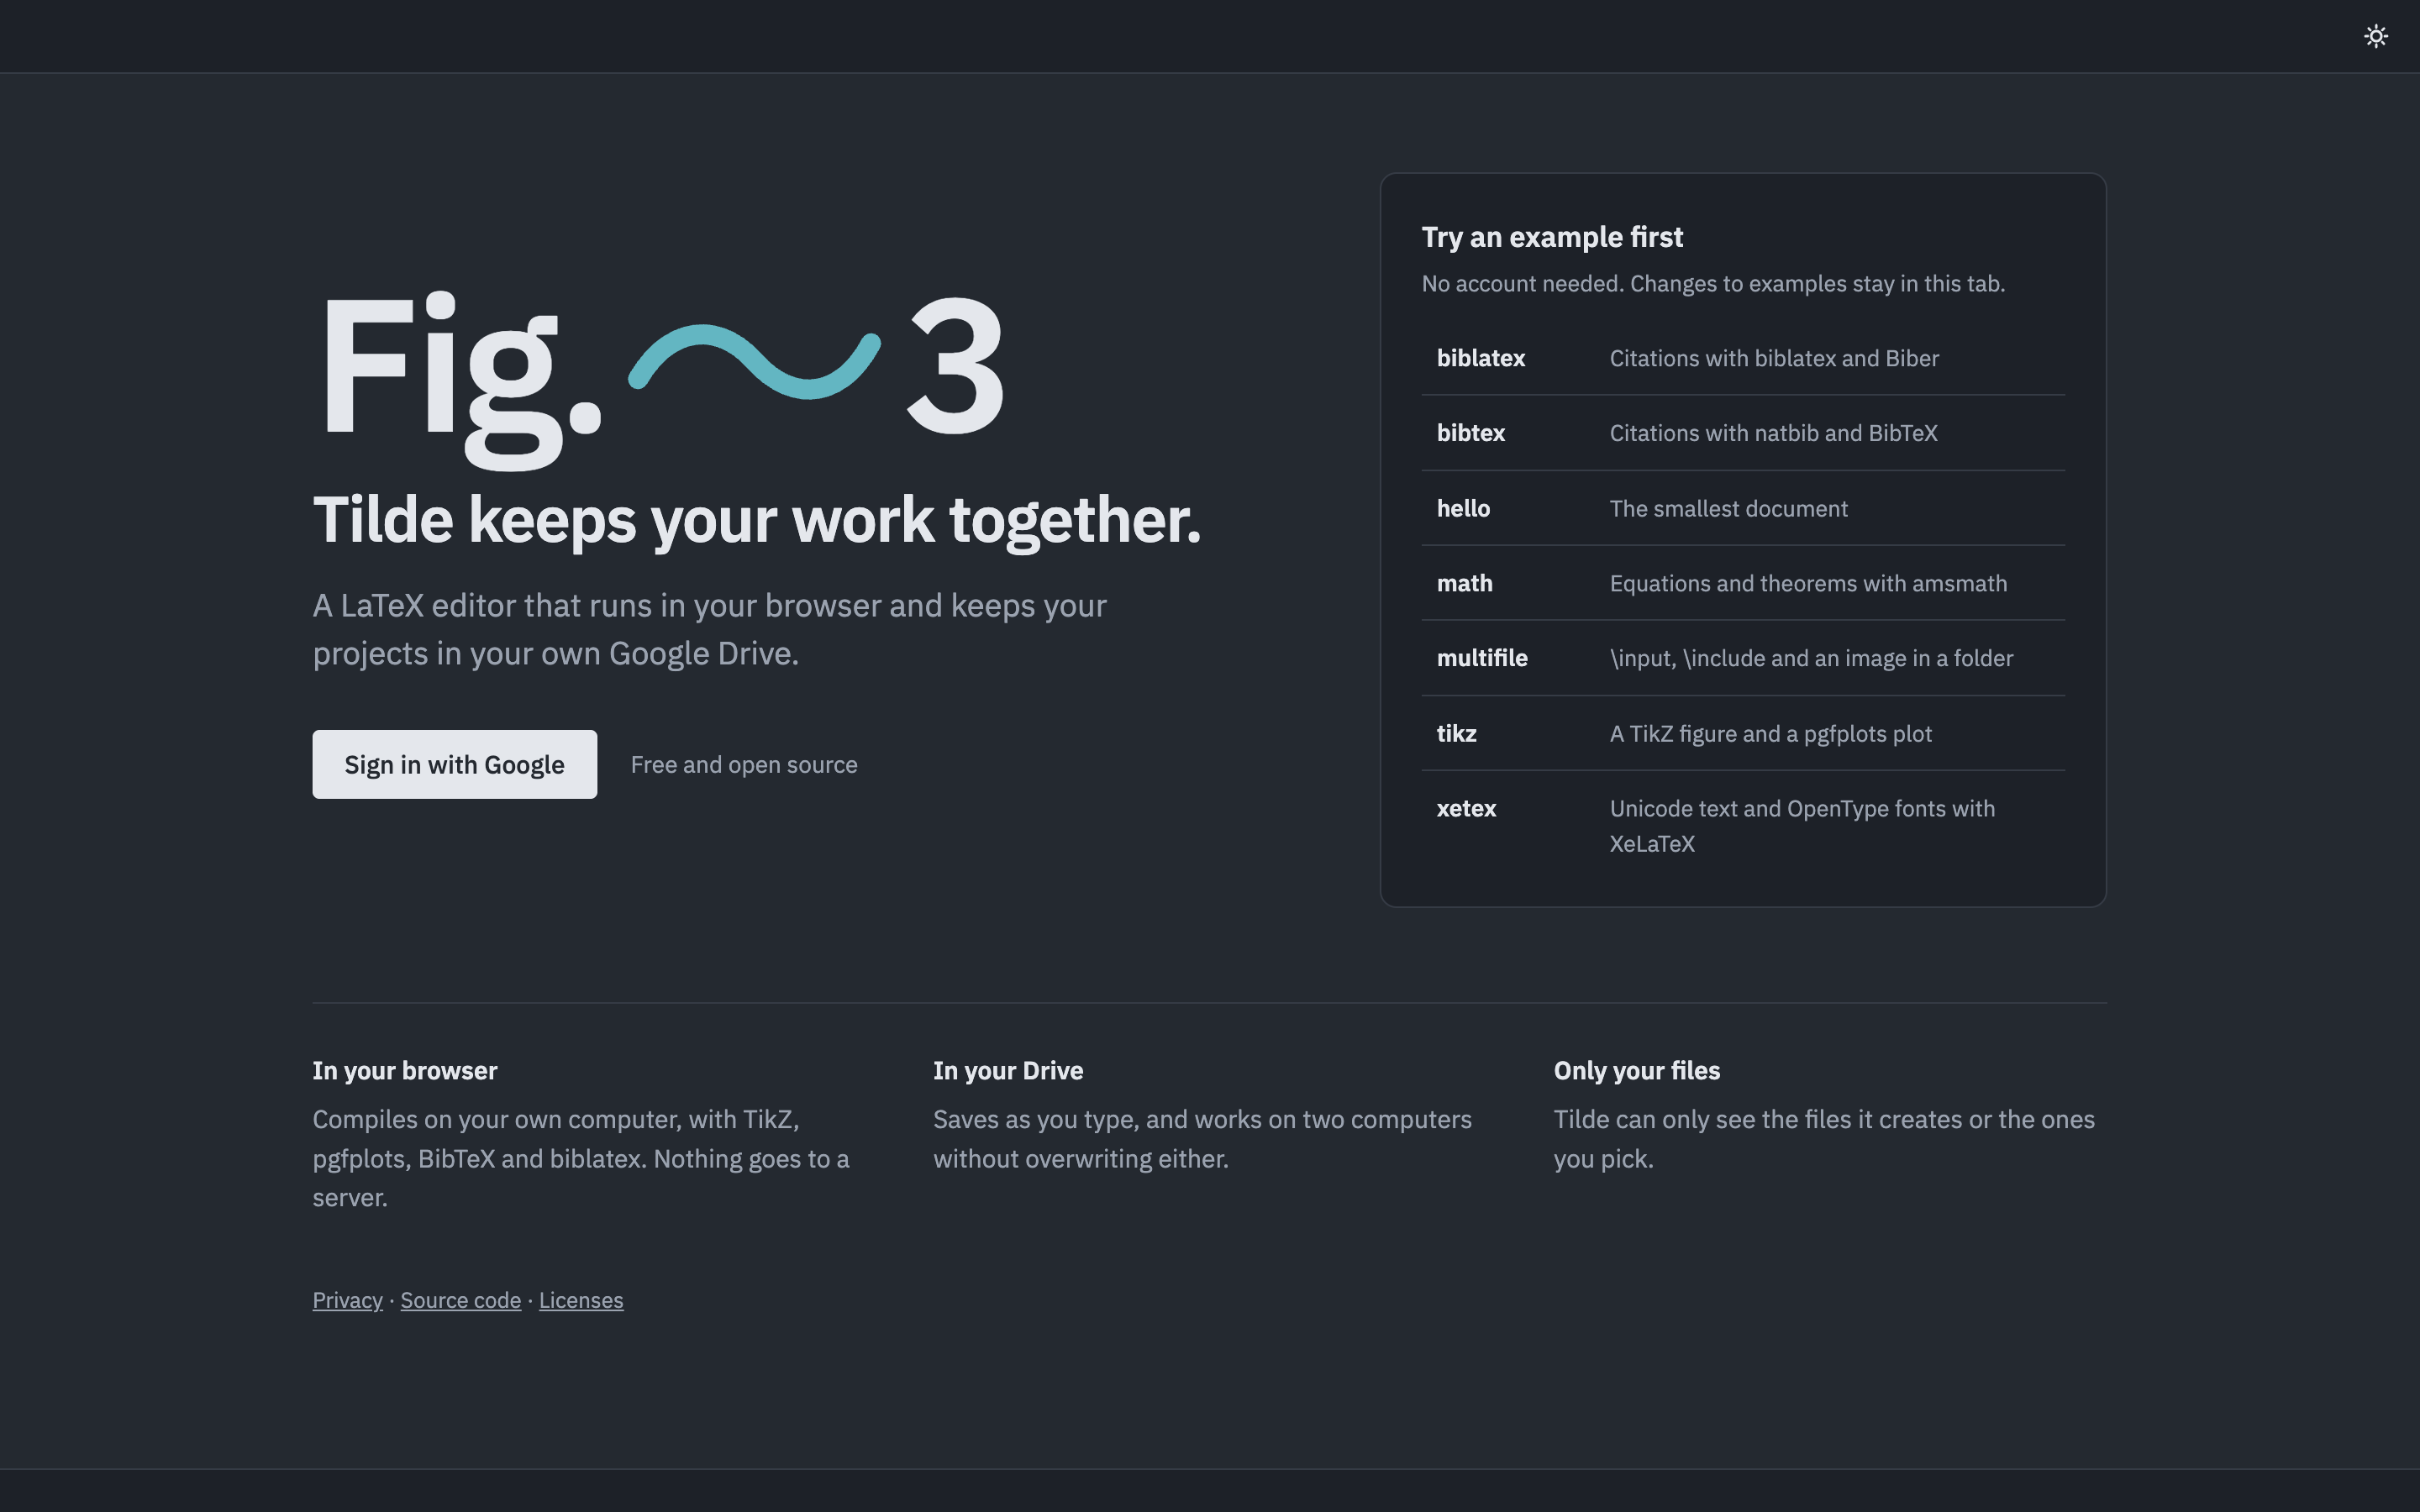 Fig.~3
Tilde keeps your work together.
A LaTeX editor that runs in your browser and keeps your
projects in your own Google Drive.
Sign in with Google
Free and open source
Try an example first
No account needed. Changes to examples stay in this tab.
biblatex Citations with biblatex and Biber
bibtex Citations with natbib and BibTeX
hello The smallest document
math Equations and theorems with amsmath
multifile \input, \include and an image in a folder
tikz A TikZ figure and a pgfplots plot
xetex Unicode text and OpenType fonts with
XeLaTeX
In your browser
Compiles on your own computer, with TikZ,
pgfplots, BibTeX and biblatex. Nothing goes to a
server.
In your Drive
Saves as you type, and works on two computers
without overwriting either.
Only your files
Tilde can only see the files it creates or the ones
you pick.
Privacy · Source code · Licenses